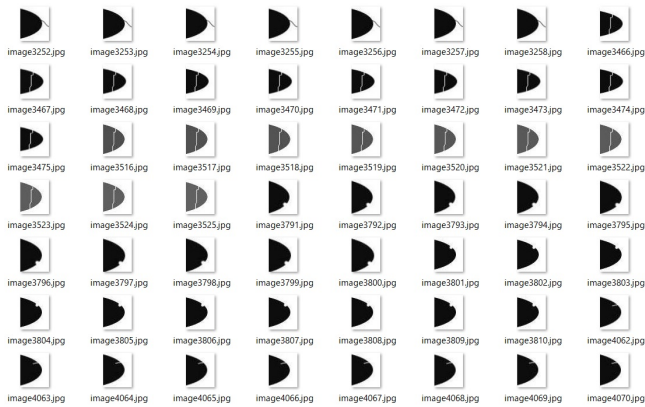 image3252.jpg image3253.jpg image3254.jpg image3255.jpg image3256.jpg image3257.jpg image3258.jpg image3466.jpg
image3467.jpg image3468.jpg image3469.jpg image3470.jpg image3471.jpg image3472.jpg image3473.jpg image3474.jpg
image3475.jpg image3516.jpg image3517.jpg image3518.jpg image3519.jpg image3520.jpg image3521.jpg image3522.jpg
image3523.jpg image3524.jpg image3525.jpg image3791.jpg image3792.jpg image3793.jpg image3794.jpg image3795.jpg
image3796.jpg image3797.jpg image3798.jpg image3799.jpg image3800.jpg image3801.jpg image3802.jpg image3803.jpg
image3804.jpg image3805.jpg image3806.jpg image3807.jpg image3808.jpg image3809.jpg image3810.jpg image4062.jpg
image4063.jpg image4064.jpg image4065.jpg image4066.jpg image4067.jpg image4068.jpg image4069.jpg image4070.jpg